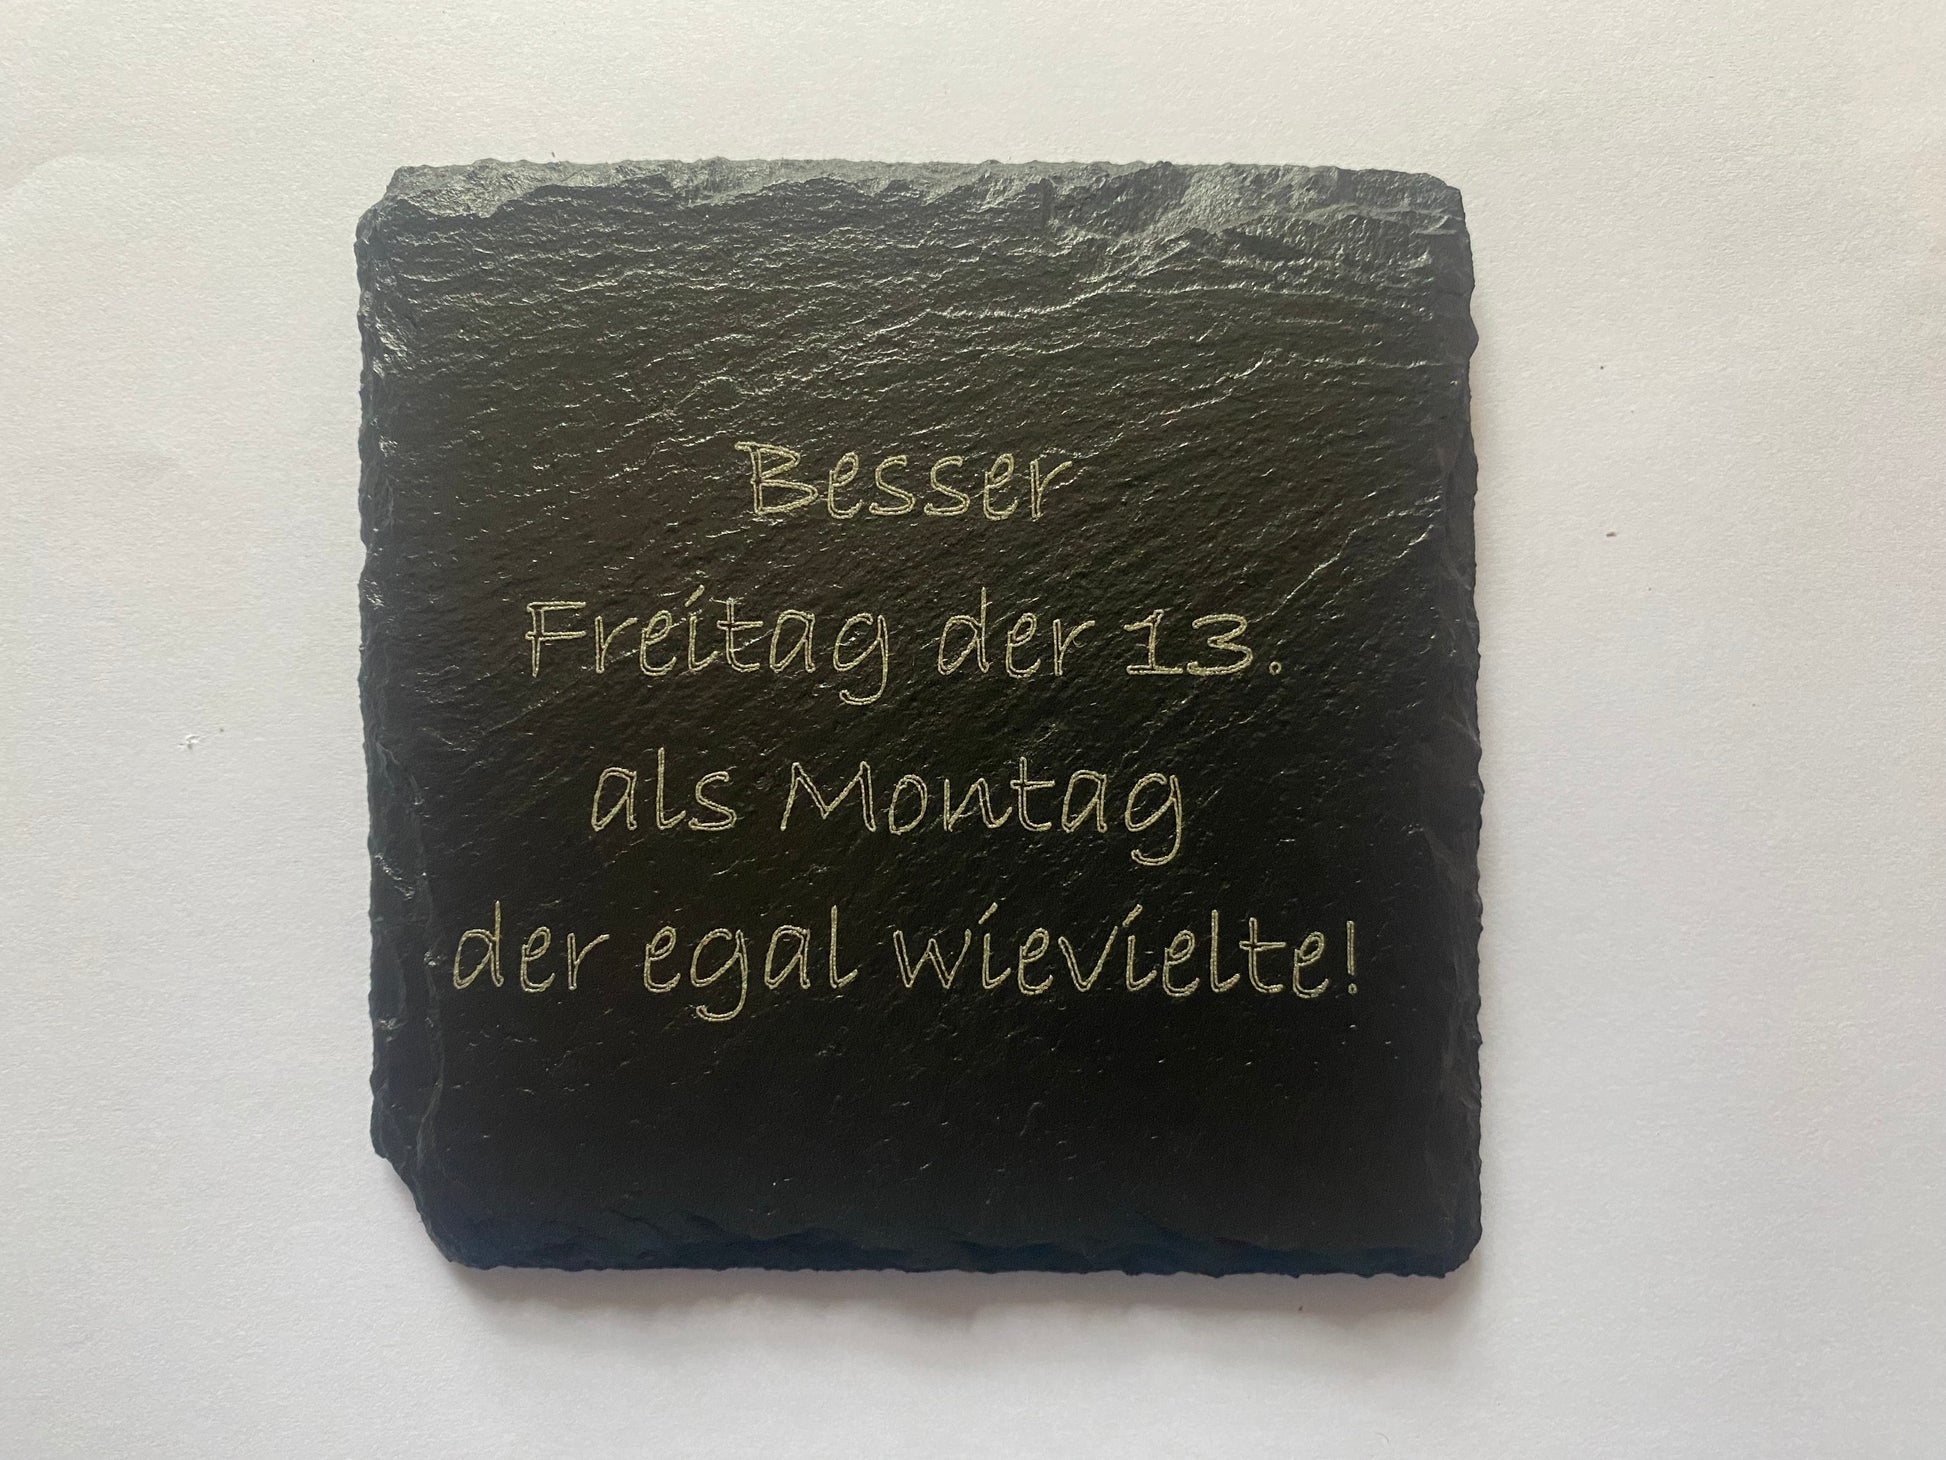 Besser
Freitag der 13.
als Montag
der egal wievielte!